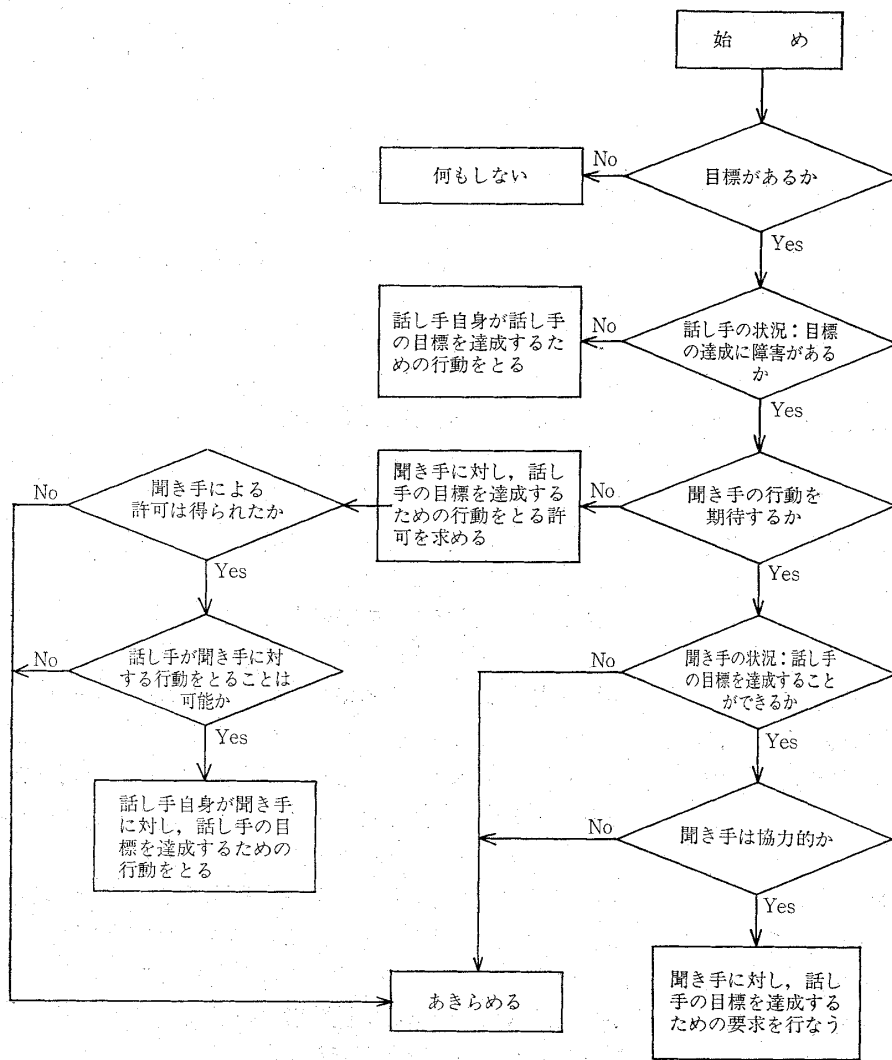 始 め
目標があるか
No
何もしない
Yes
話し手の状況：目標
の達成に障害がある
か
No
話し手自身が話し手
の目標を達成するた
めの行動をとる
Yes
聞き手の行動を
期待するか
No
聞き手に対し，話し
手の目標を達成する
ための行動をとる許
可を求める
聞き手による
許可は得られたか
No
Yes
話し手が聞き手に対
する行動をとることは
可能か
No
Yes
話し手自身が聞き手
に対し，話し手の目
標を達成するための
行動をとる
Yes
聞き手の状況：話し手
の目標を達成すること
ができるか
No
Yes
聞き手は協力的か
No
Yes
あきらめる
聞き手に対し，話し
手の目標を達成する
ための要求を行なう